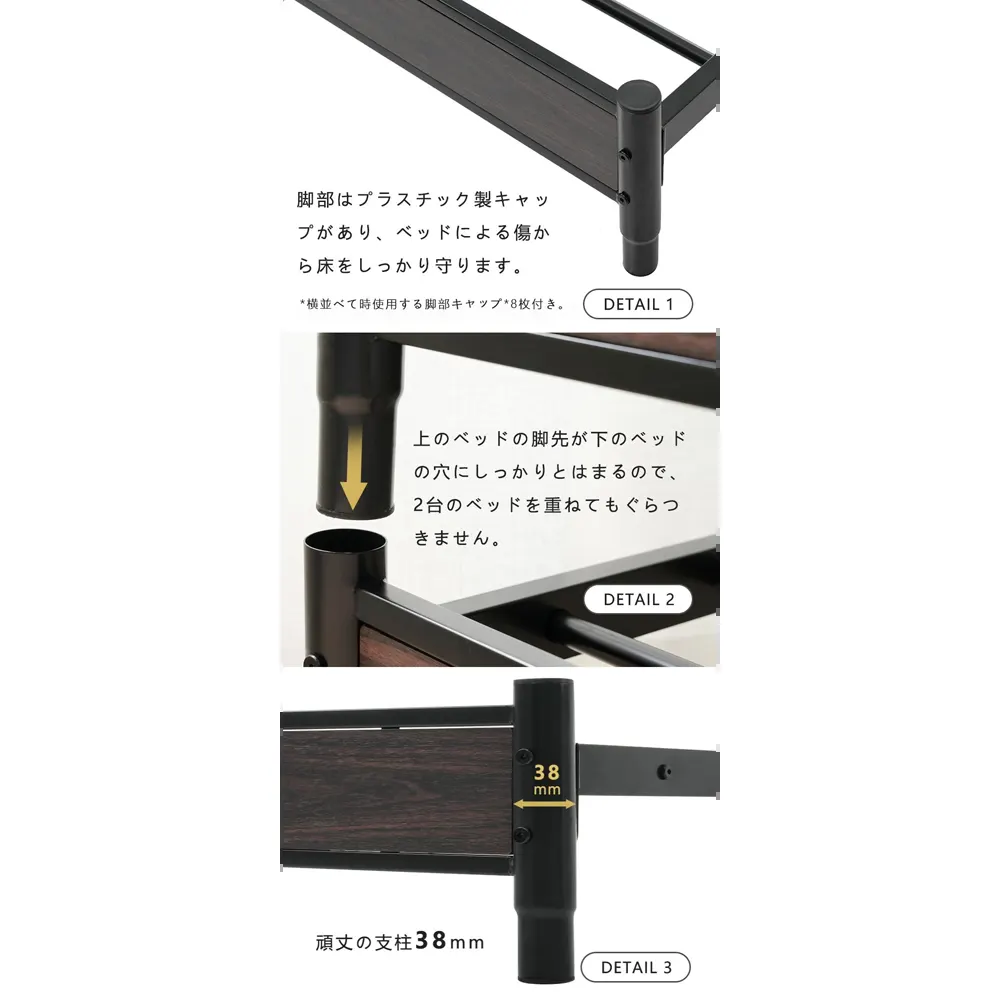 脚部はプラスチック製キャッ
プがあり、ベッドによる傷か
ら床をしっかり守ります。
*横並べて時使用する脚部キャップ*8枚付き。
DETAIL 1
上のベッドの脚先が下のベッド
の穴にしっかりとはまるので、
2台のベッドを重ねてもぐらつ
きません。
DETAIL 2
38
mm
頑丈の支柱38mm
DETAIL 3